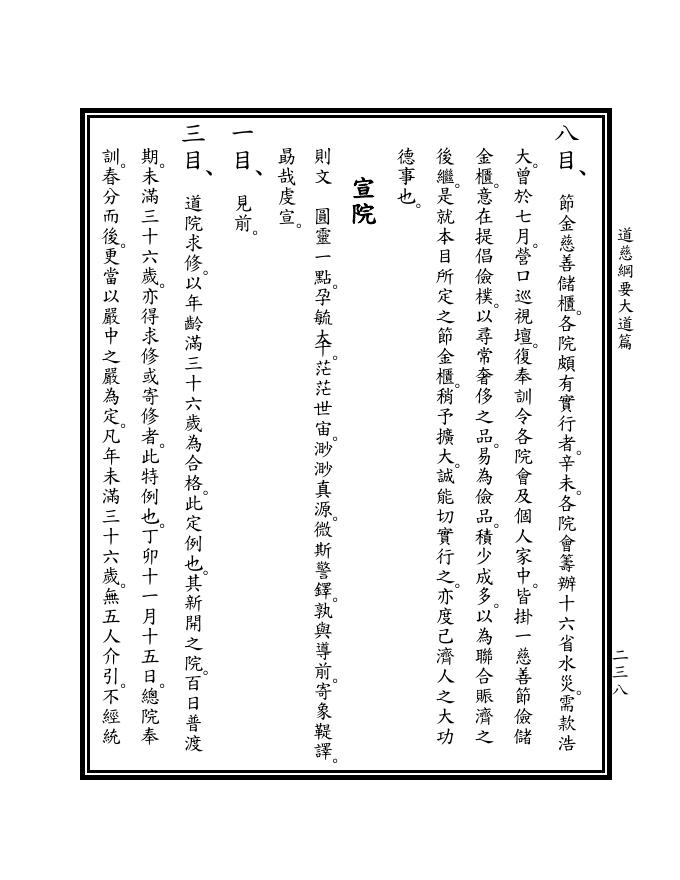 道慈綱要大道篇
八目、節金慈善儲櫃。各院頗有實行者。辛未。各院會籌辦十六省水災。需款浩
大。曾於七月。營口巡視壇。復奉訓令各院會及個人家中。皆掛一慈善節儉儲
金櫃。意在提倡儉樸。以尋常奢侈之品。易為儉品。積少成多。以為聯合賑濟之
後繼。是就本目所定之節金櫃。稍予擴大。誠能切實行之。亦度己濟人之大功
德事也。
宣院
則文　圓靈一點。孕毓大千。茫茫世宙。渺渺真源。微斯警鐸。孰與導前。寄象鞮譯。
勗哉虔宣。
一目、見前。
三目、道院求修。以年齡滿三十六歲為合格。此定例也。其新開之院。百日普渡
期。未滿三十六歲。亦得求修或寄修者。此特例也。丁卯十一月十五日。總院奉
訓。春分而後。更當以嚴中之嚴為定。凡年未滿三十六歲。無五人介引。不經統
二三八